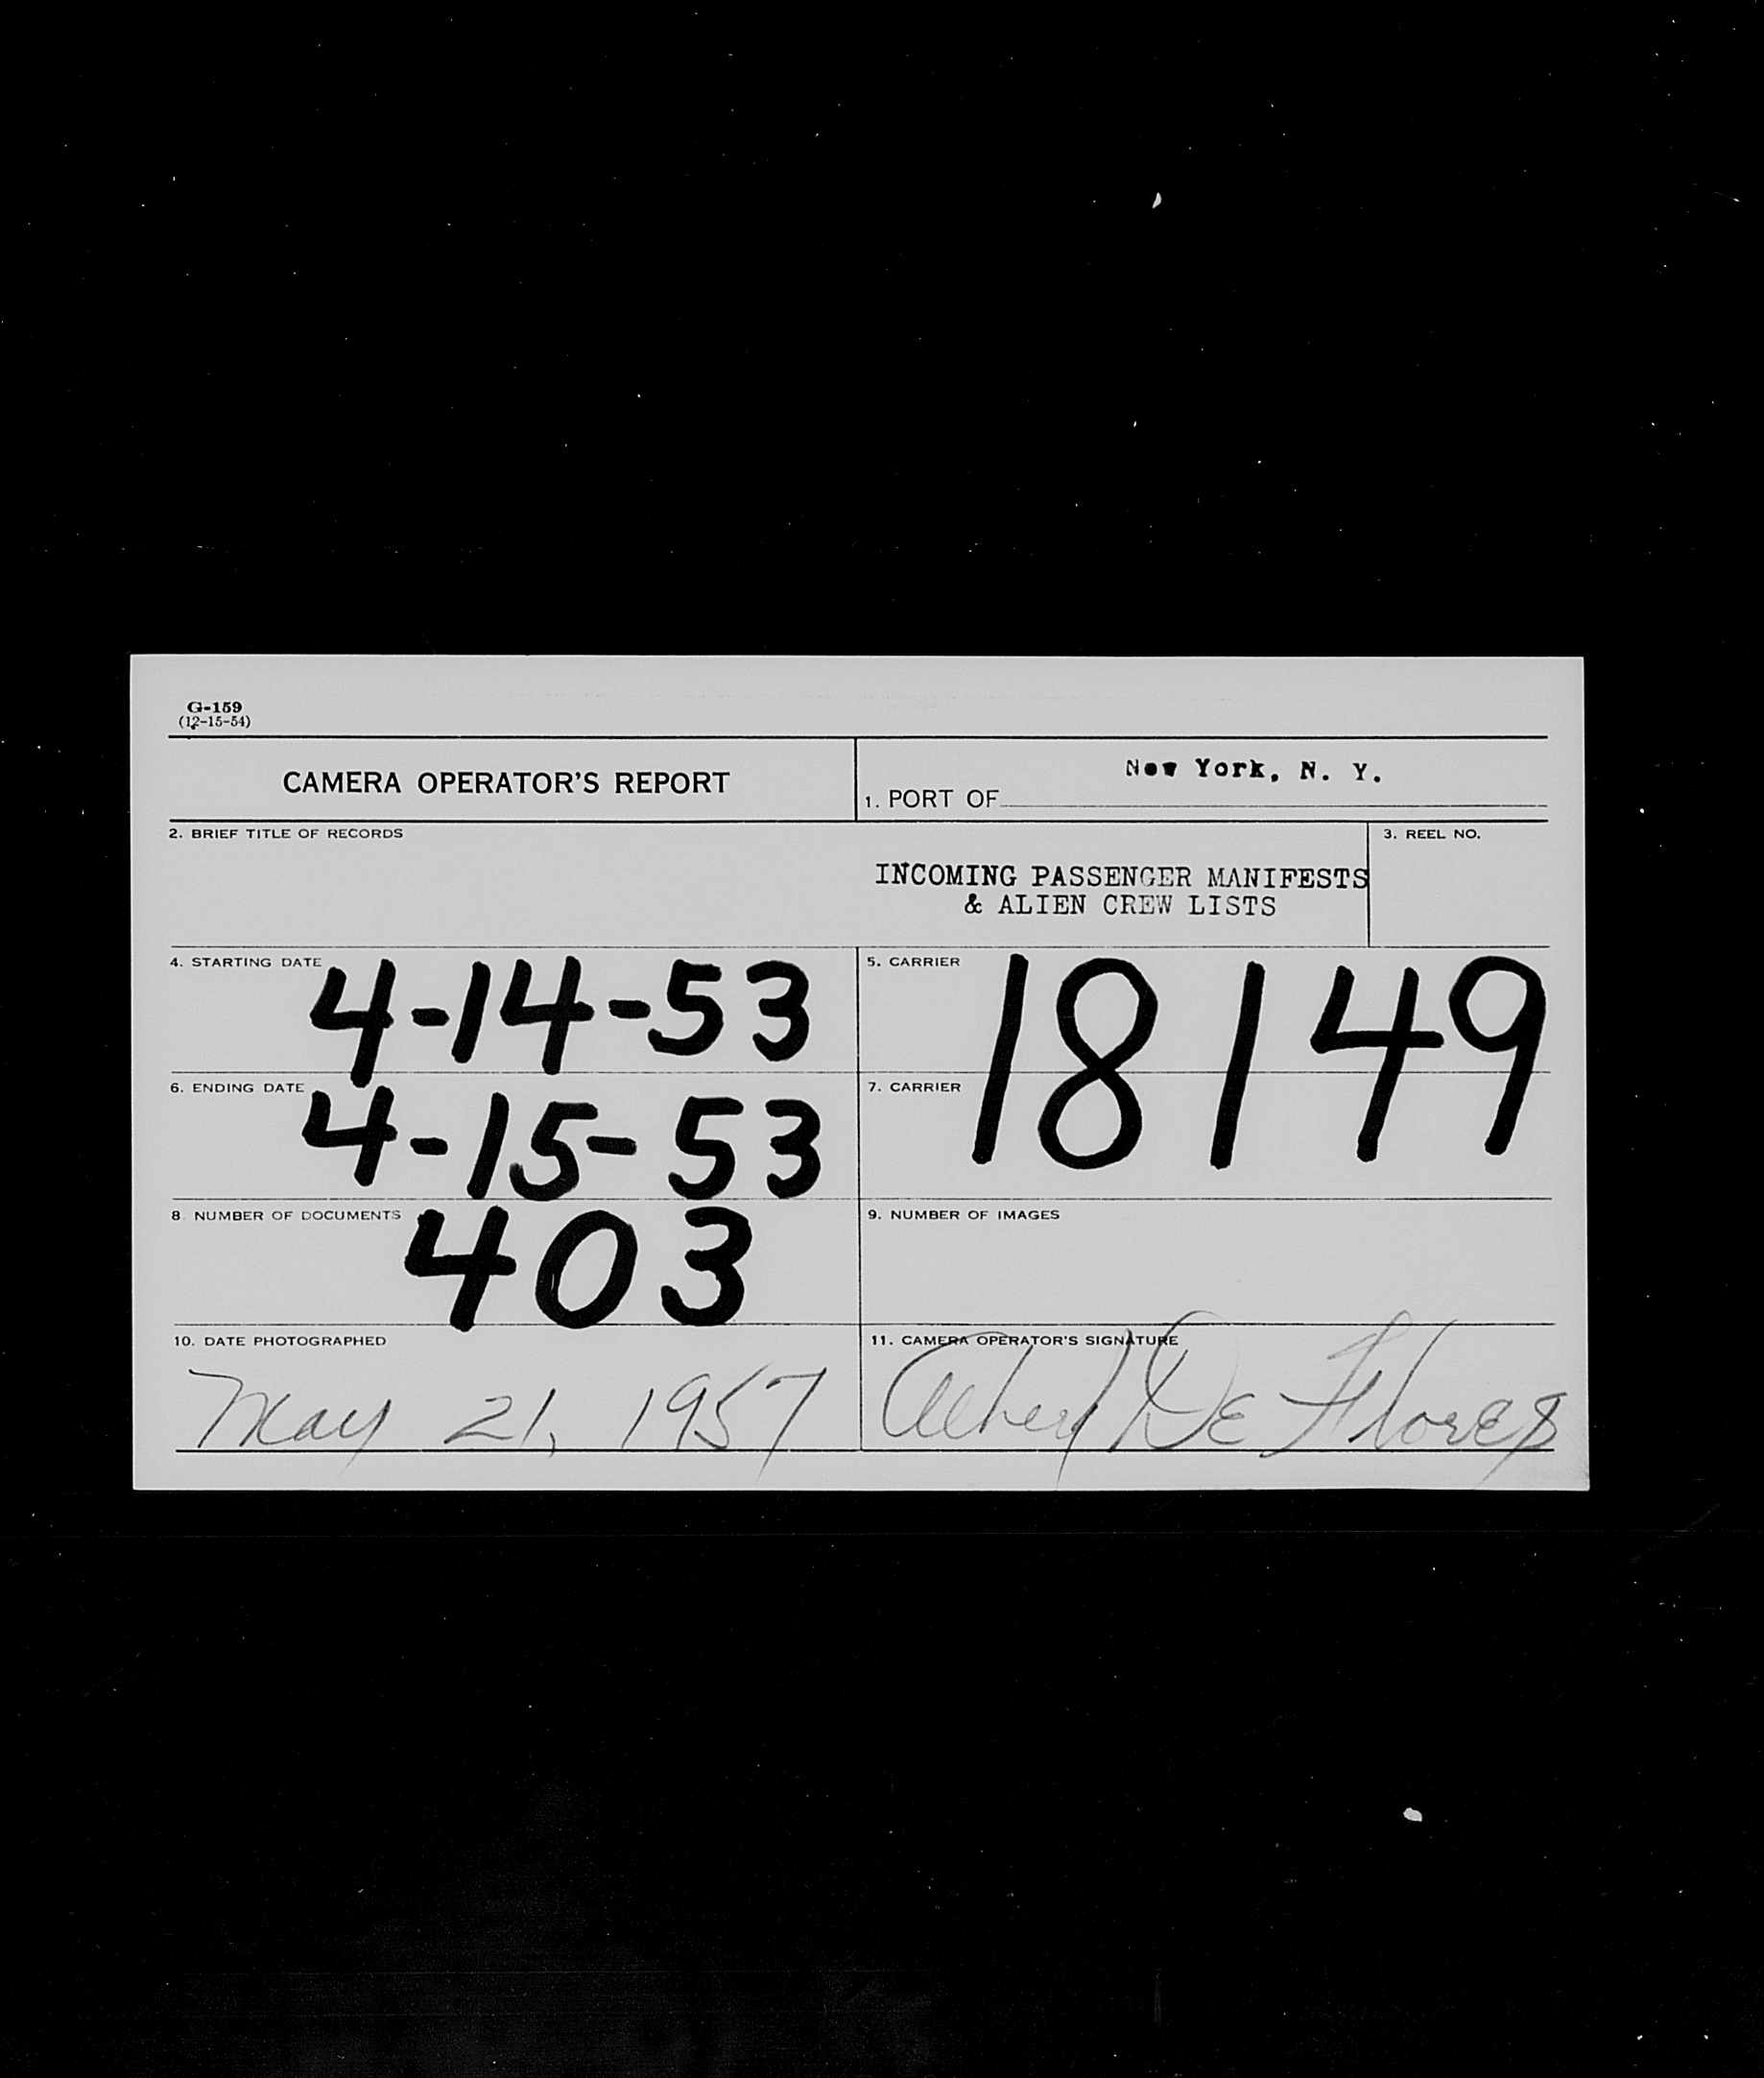 G-159
(12-15-54)
CAMERA OPERATOR'S REPORT
New York, N. Y.
1. PORT OF
2. BRIEF TITLE OF RECORDS
3. REEL NO.
INCOMING PASSENGER MANIFESTS
& ALIEN CREW LISTS
4. STARTING DATE
4-14-53
5. CARRIER
18149
6. ENDING DATE
4-15-53
7. CARRIER
8. NUMBER OF DOCUMENTS
403
9. NUMBER OF IMAGES
10. DATE PHOTOGRAPHED
May 21, 1957
11. CAMERA OPERATOR'S SIGNATURE
Albert De Flores